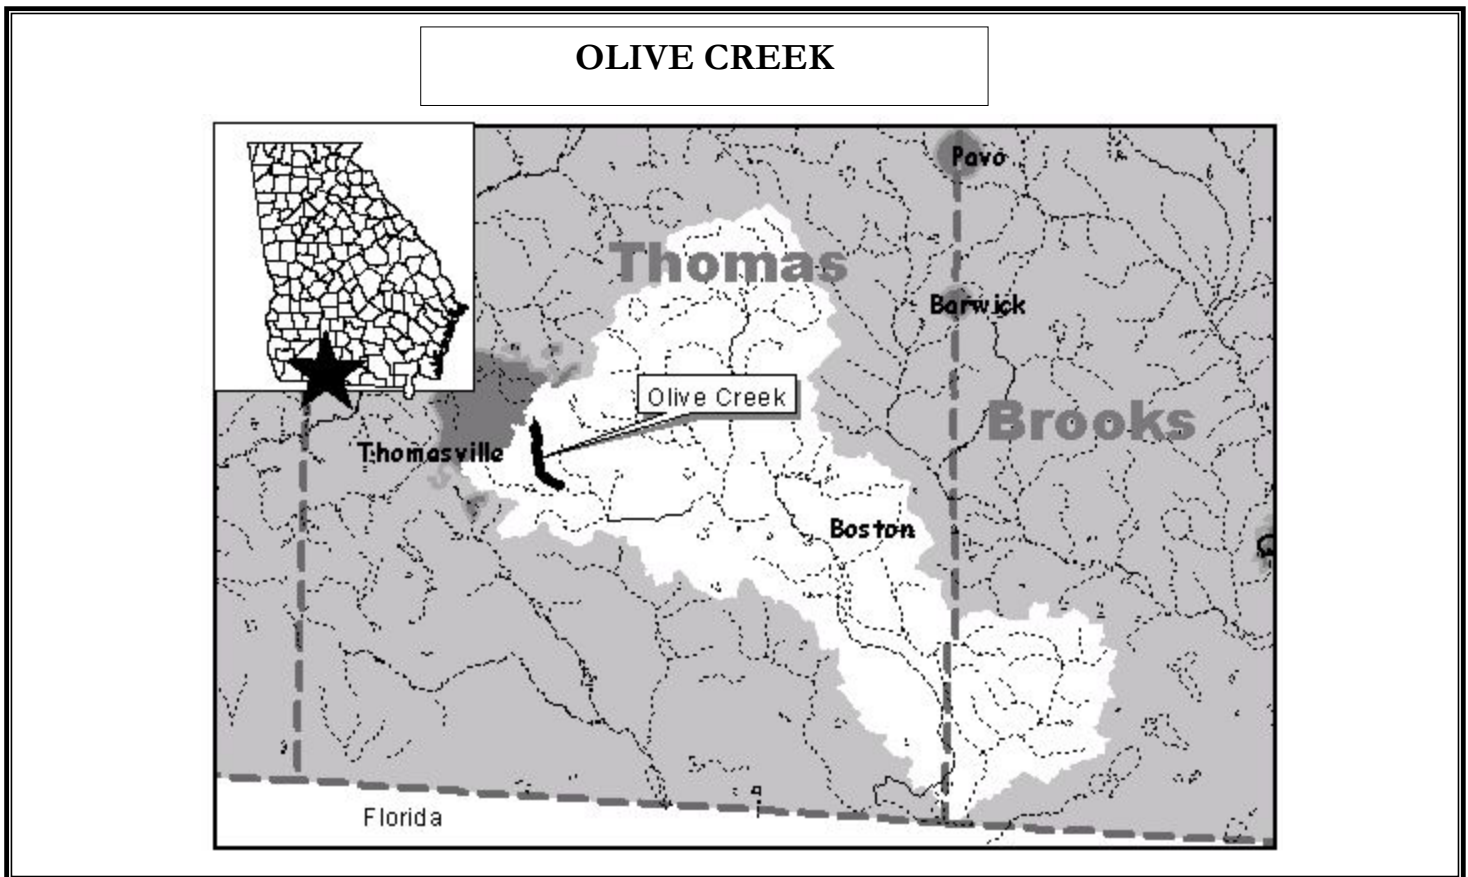 OLIVE CREEK
Pavo
Thomas
Barwick
Olive Creek
Brooks
Thomasville
Boston
Florida